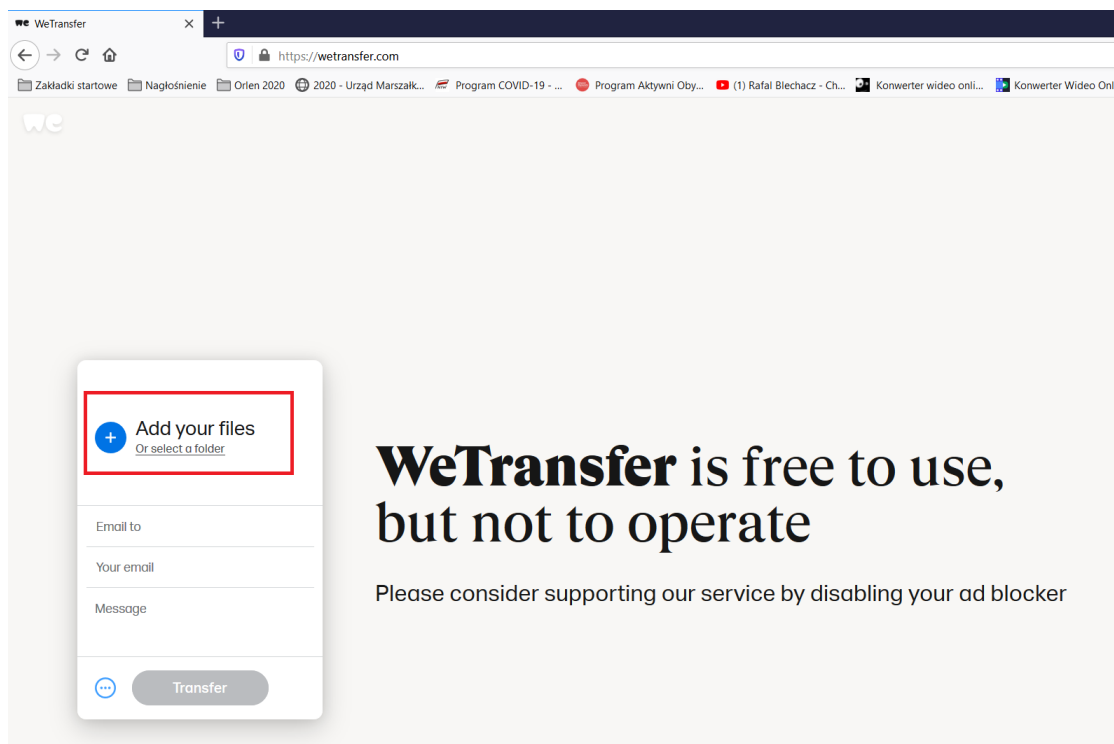 we WeTransfer
https://wetransfer.com
Zakładki startowe Nagłośnienie Orlen 2020 2020 - Urząd Marszałk... Program COVID-19 - ... Program Aktywni Oby... (1) Rafal Blechacz - Ch... Konwerter wideo onli... Konwerter Wideo Onl
we
Add your files
Or select a folder
WeTransfer is free to use,
but not to operate
Email to
Your email
Please consider supporting our service by disabling your ad blocker
Message
Transfer